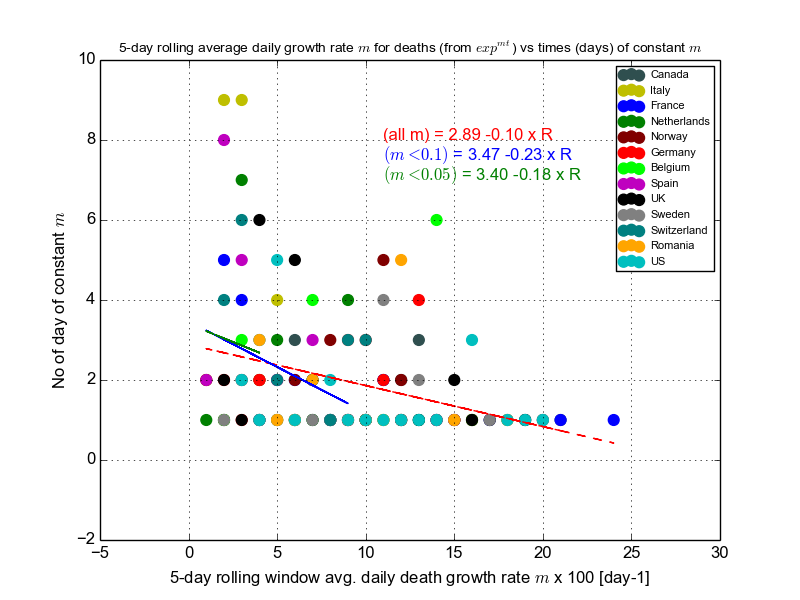 5-day rolling average daily growth rate m for deaths (from exp^{mt}) vs times (days) of constant m
10
8
6
4
2
0
−2
−5
0
5
10
15
20
25
30
No of day of constant m
5-day rolling window avg. daily death growth rate m x 100 [day-1]
(all m) = 2.89 -0.10 x R
(m<0.1) = 3.47 -0.23 x R
(m<0.05) = 3.40 -0.18 x R
Canada
Italy
France
Netherlands
Norway
Germany
Belgium
Spain
UK
Sweden
Switzerland
Romania
US